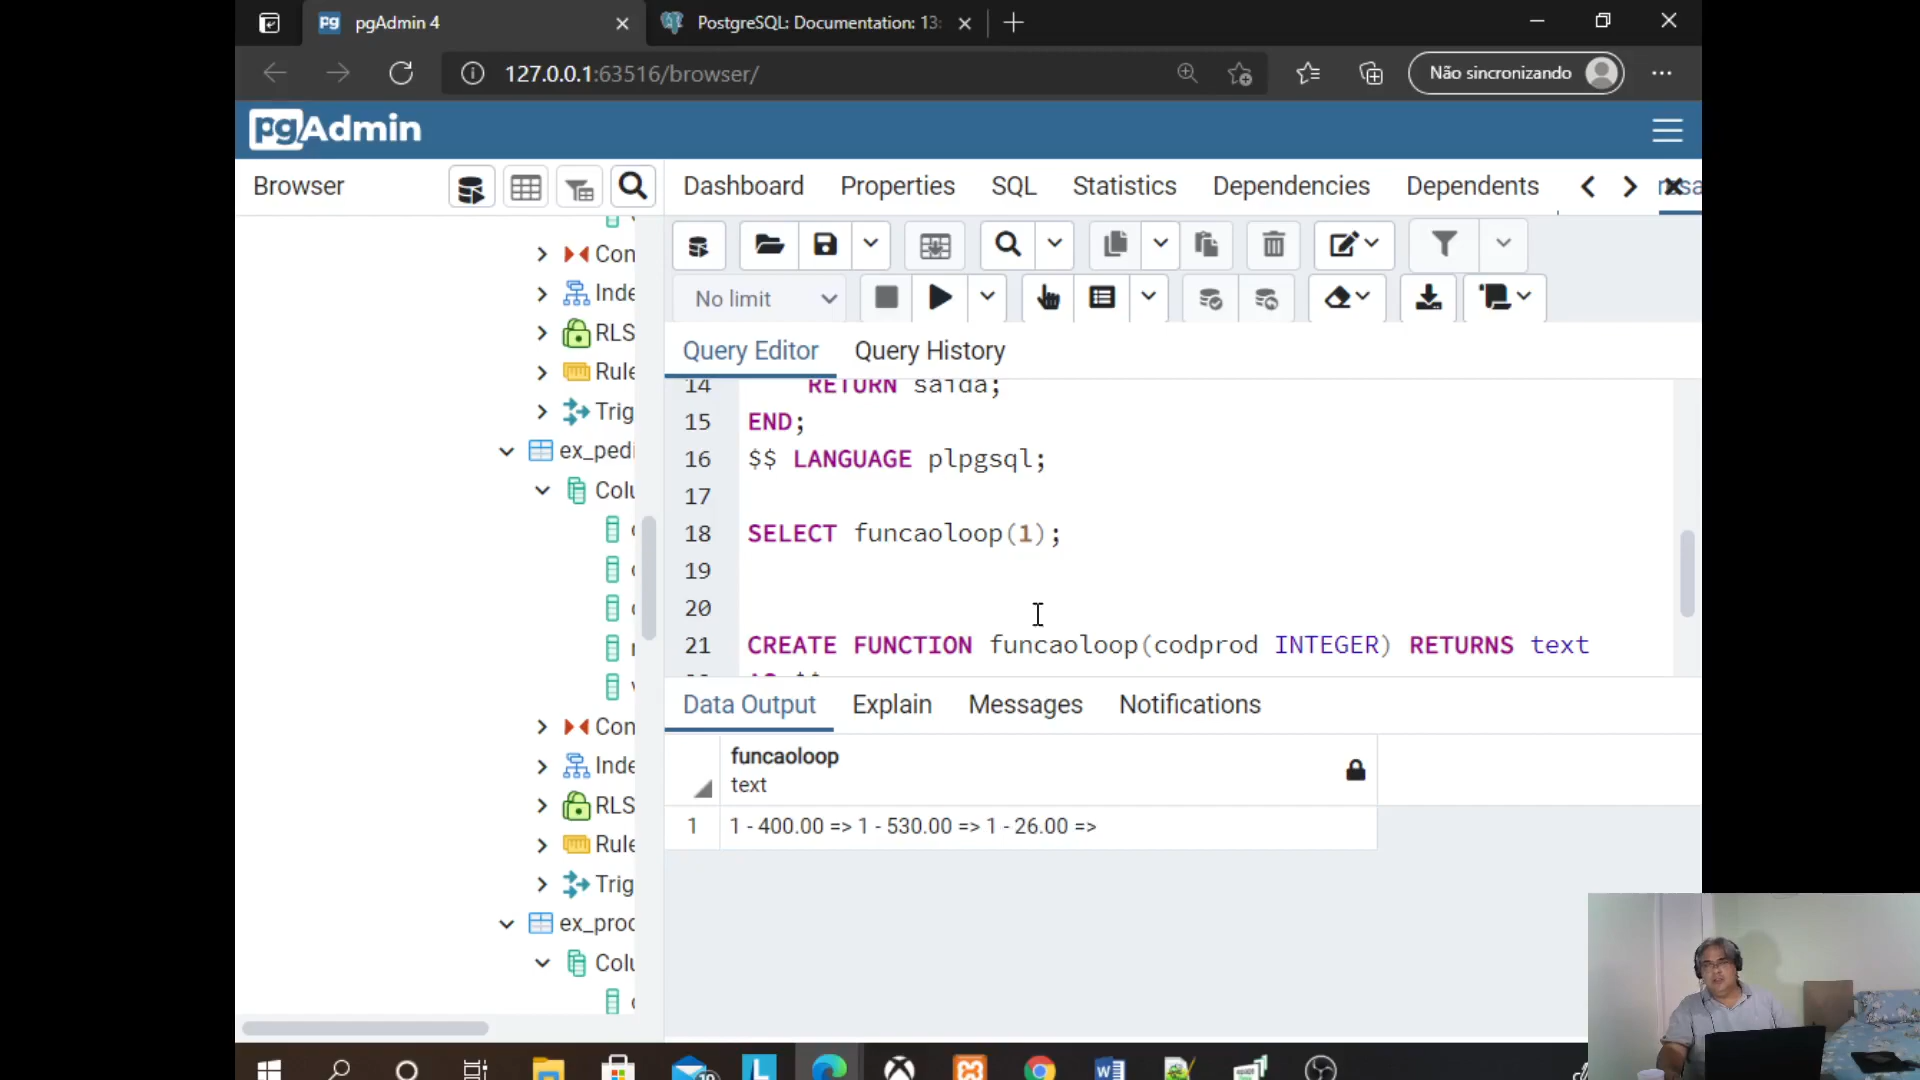 pgAdmin 4
PostgreSQL: Documentation: 13:
127.0.0.1:63516/browser/
Não sincronizando
pgAdmin
Browser
Dashboard Properties SQL Statistics Dependencies Dependents
No limit
Query Editor Query History
14 RETURN saida;
15 END;
16 $$ LANGUAGE plpgsql;
17
18 SELECT funcaoloop(1);
19
20
21 CREATE FUNCTION funcaoloop(codprod INTEGER) RETURNS text
Con
Inde
RLS
Rule
Trig
ex_pedi
Colu
Con
Inde
RLS
Rule
Trig
ex_proc
Colu
Data Output Explain Messages Notifications
funcaoloop
text
1 1 - 400.00 => 1 - 530.00 => 1 - 26.00 =>